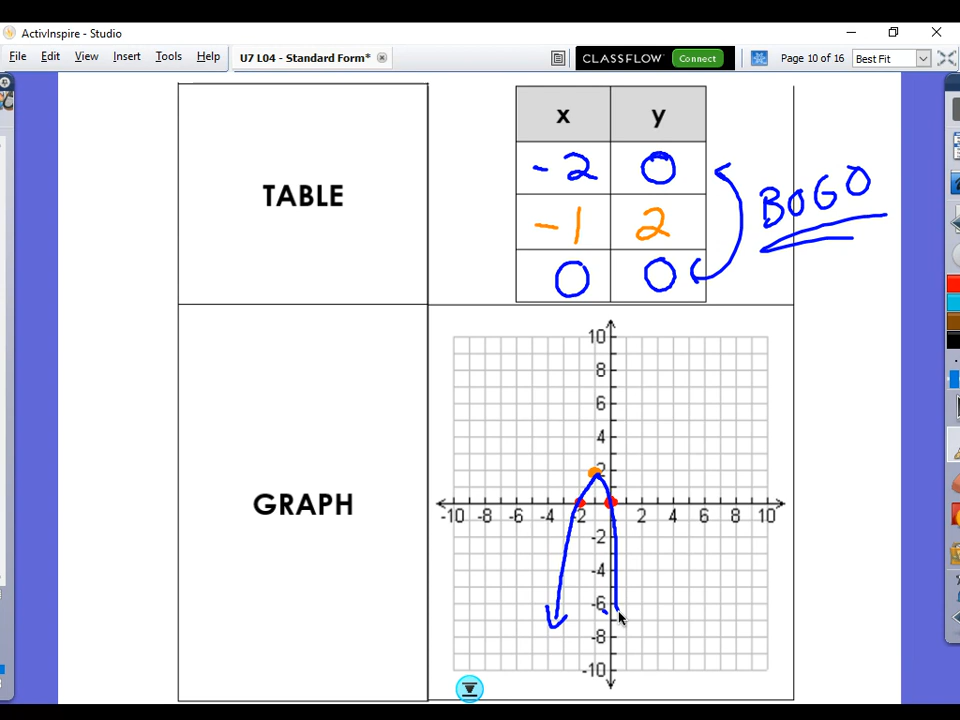 ActivInspire - Studio
File Edit View Insert Tools Help U7 L04 - Standard Form* CLASSFLOW Connect Page 10 of 16 Best Fit
TABLE
x y
-2 0
-1 2
0 0
BOGO
GRAPH
10
8
6
4
2
-10 -8 -6 -4 -2 2 4 6 8 10
-2
-4
-6
-8
-10